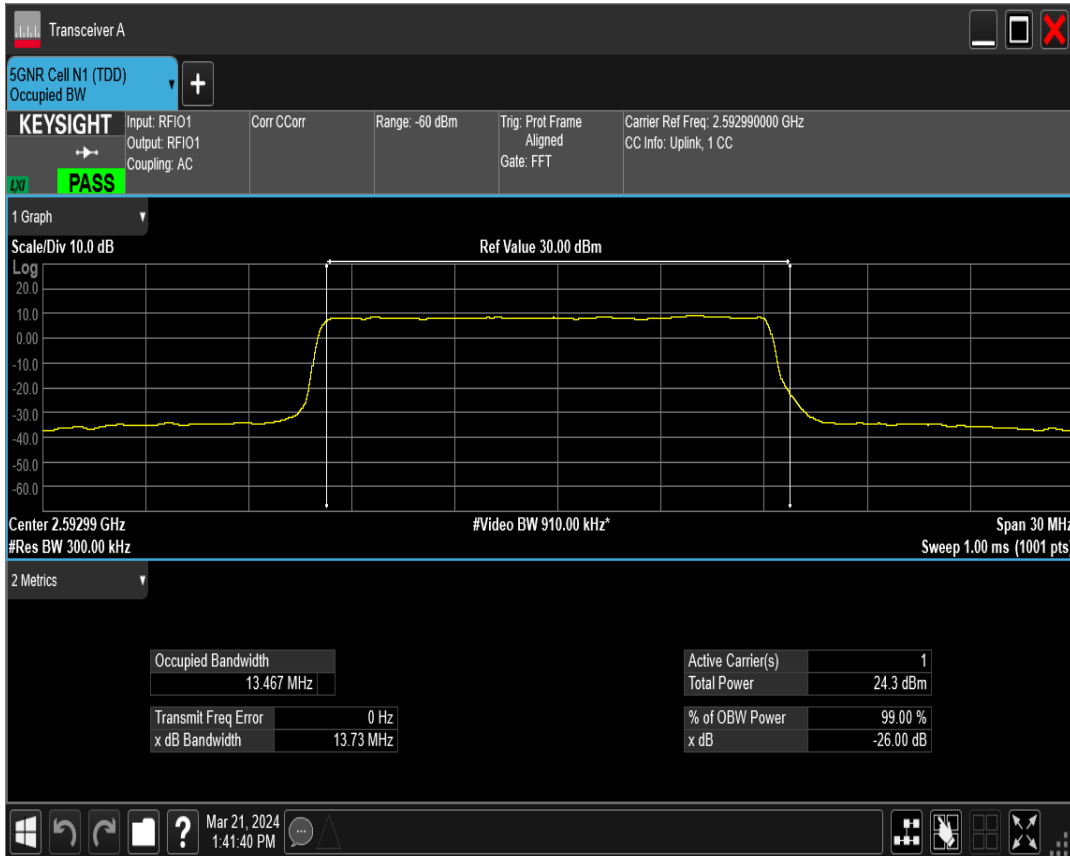 Transceiver A
5GNR Cell N1 (TDD)
Occupied BW
KEYSIGHT
LXI
PASS
Input: RFIO1
Output: RFIO1
Coupling: AC
Corr CCorr
Range: -60 dBm
Trig: Prot Frame
Aligned
Gate: FFT
Carrier Ref Freq: 2.592990000 GHz
CC Info: Uplink, 1 CC
1 Graph
Scale/Div 10.0 dB
Ref Value 30.00 dBm
Log
20.0
10.0
0.00
-10.0
-20.0
-30.0
-40.0
-50.0
-60.0
Center 2.59299 GHz
#Video BW 910.00 kHz*
Span 30 MHz
#Res BW 300.00 kHz
Sweep 1.00 ms (1001 pts)
2 Metrics
Occupied Bandwidth
13.467 MHz
Transmit Freq Error 0 Hz
x dB Bandwidth 13.73 MHz
Active Carrier(s) 1
Total Power 24.3 dBm
% of OBW Power 99.00 %
x dB -26.00 dB
?
Mar 21, 2024
1:41:40 PM